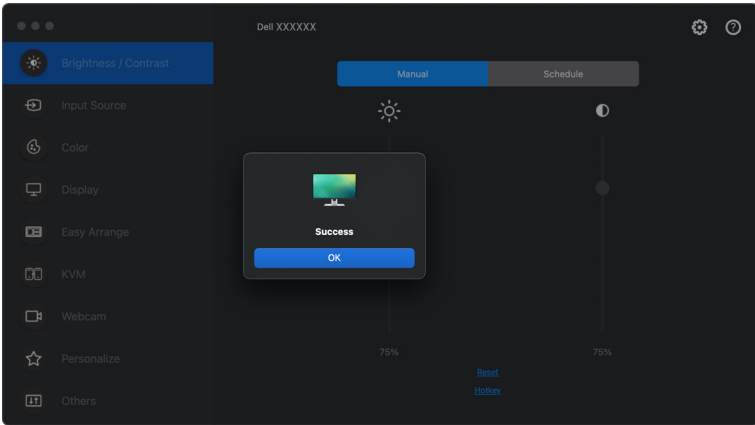 Dell XXXXXX
Brightness / Contrast
Input Source
Color
Display
Easy Arrange
KVM
Webcam
Personalize
Others
Manual
Schedule
Success
OK
75%
75%
Reset
Hotkey